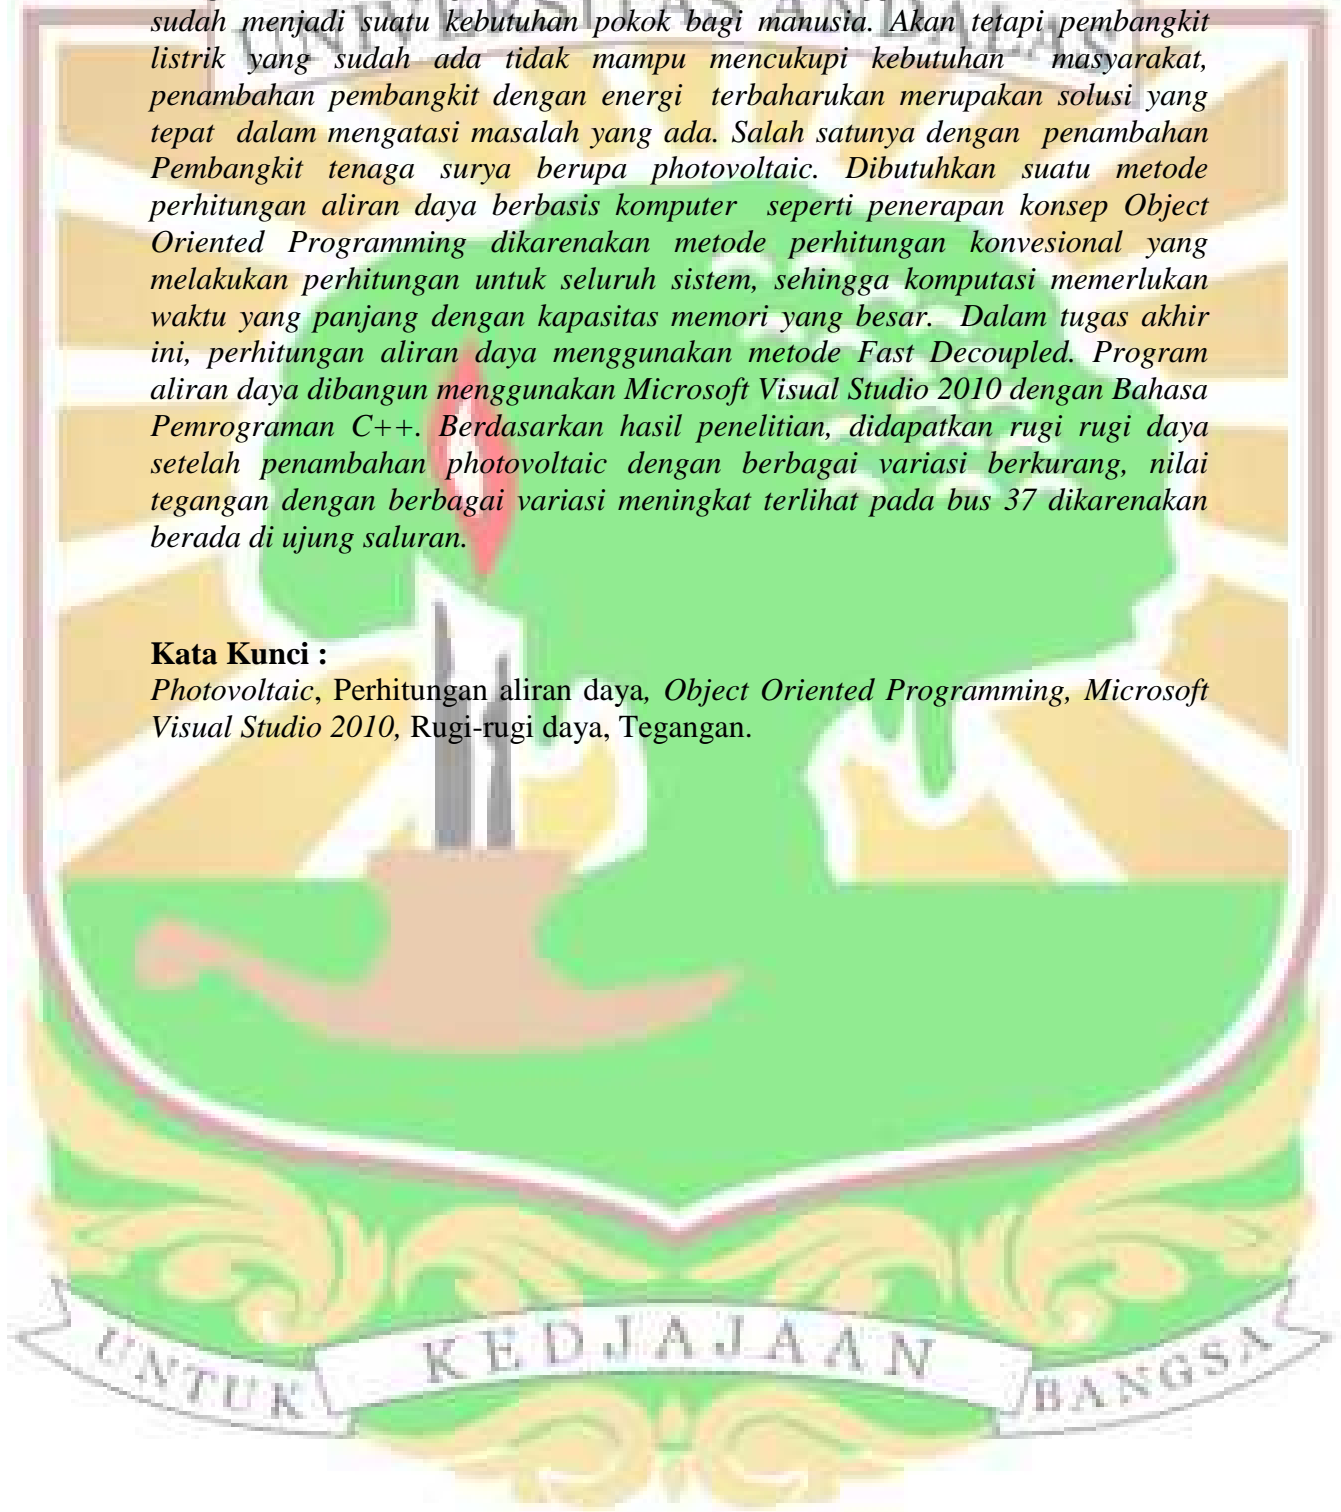 sudah menjadi suatu kebutuhan pokok bagi manusia. Akan tetapi pembangkit
UNIVERSITAS ANDALAS
listrik yang sudah ada tidak mampu mencukupi kebutuhan masyarakat,
penambahan pembangkit dengan energi terbaharukan merupakan solusi yang
tepat dalam mengatasi masalah yang ada. Salah satunya dengan penambahan
Pembangkit tenaga surya berupa photovoltaic. Dibutuhkan suatu metode
perhitungan aliran daya berbasis komputer seperti penerapan konsep Object
Oriented Programming dikarenakan metode perhitungan konvesional yang
melakukan perhitungan untuk seluruh sistem, sehingga komputasi memerlukan
waktu yang panjang dengan kapasitas memori yang besar. Dalam tugas akhir
ini, perhitungan aliran daya menggunakan metode Fast Decoupled. Program
aliran daya dibangun menggunakan Microsoft Visual Studio 2010 dengan Bahasa
Pemrograman C++. Berdasarkan hasil penelitian, didapatkan rugi rugi daya
setelah penambahan photovoltaic dengan berbagai variasi berkurang, nilai
tegangan dengan berbagai variasi meningkat terlihat pada bus 37 dikarenakan
berada di ujung saluran.
Kata Kunci :
Photovoltaic, Perhitungan aliran daya, Object Oriented Programming, Microsoft
Visual Studio 2010, Rugi-rugi daya, Tegangan.
UNTUK KEDJAJAAN BANGSA